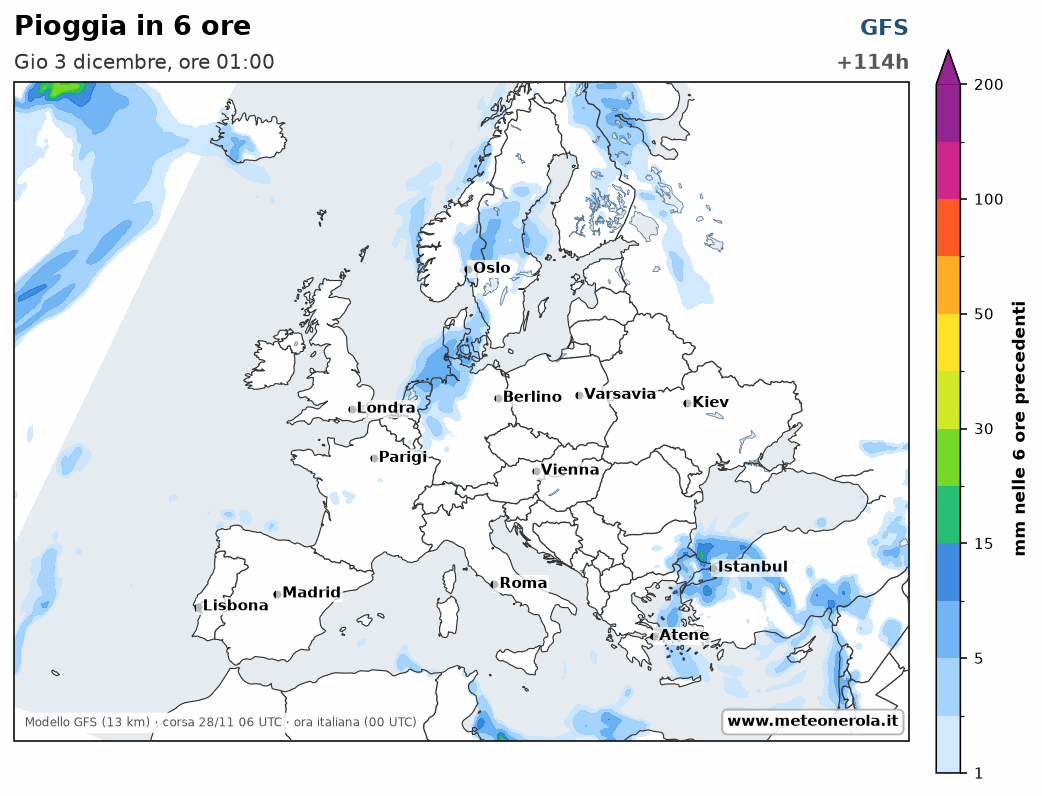 Pioggia in 6 ore
GFS
Gio 3 dicembre, ore 01:00
+114h
200
100
50
30
15
5
1
mm nelle 6 ore precedenti
Oslo
Londra
Berlino
Varsavia
Kiev
Parigi
Vienna
Roma
Istanbul
Madrid
Lisbona
Atene
Modello GFS (13 km) · corsa 28/11 06 UTC · ora italiana (00 UTC)
www.meteonerola.it